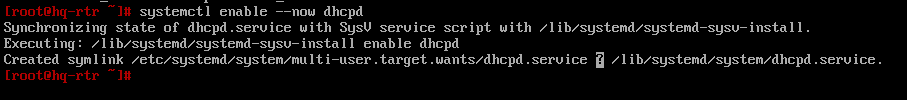 [root@hq-rtr ~]# systemctl enable --now dhcpd
Synchronizing state of dhcpd.service with SysV service script with /lib/systemd/systemd-sysv-install.
Executing: /lib/systemd/systemd-sysv-install enable dhcpd
Created symlink /etc/systemd/system/multi-user.target.wants/dhcpd.service ? /lib/systemd/system/dhcpd.service.
[root@hq-rtr ~]#